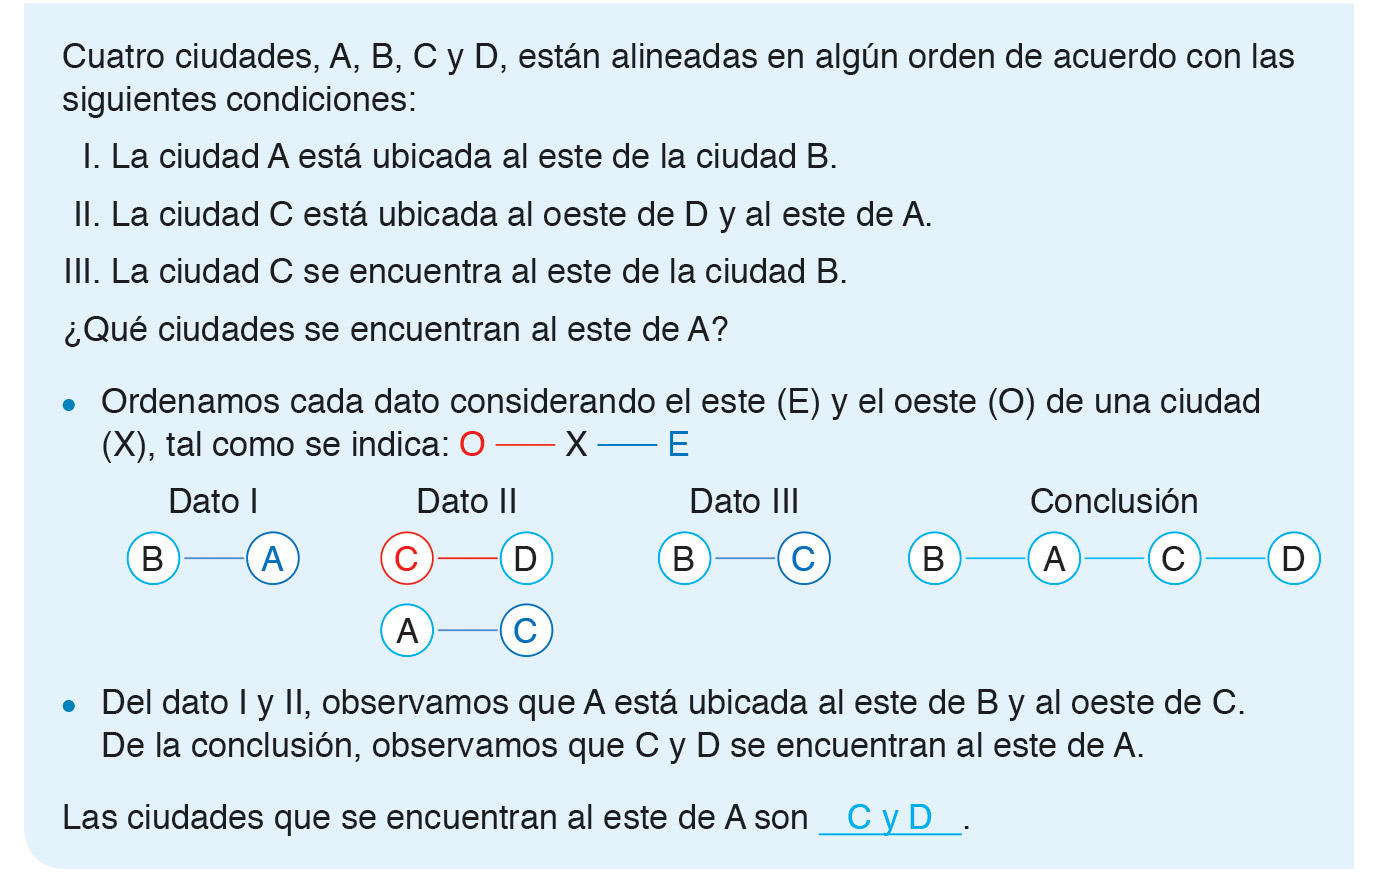 Cuatro ciudades, A, B, C y D, están alineadas en algún orden de acuerdo con las
siguientes condiciones:
I. La ciudad A está ubicada al este de la ciudad B.
II. La ciudad C está ubicada al oeste de D y al este de A.
III. La ciudad C se encuentra al este de la ciudad B.
¿Qué ciudades se encuentran al este de A?
• Ordenamos cada dato considerando el este (E) y el oeste (O) de una ciudad
(X), tal como se indica: O — X — E
Dato I Dato II Dato III Conclusión
B A C D B C B A C D
A C
• Del dato I y II, observamos que A está ubicada al este de B y al oeste de C.
De la conclusión, observamos que C y D se encuentran al este de A.
Las ciudades que se encuentran al este de A son C y D.